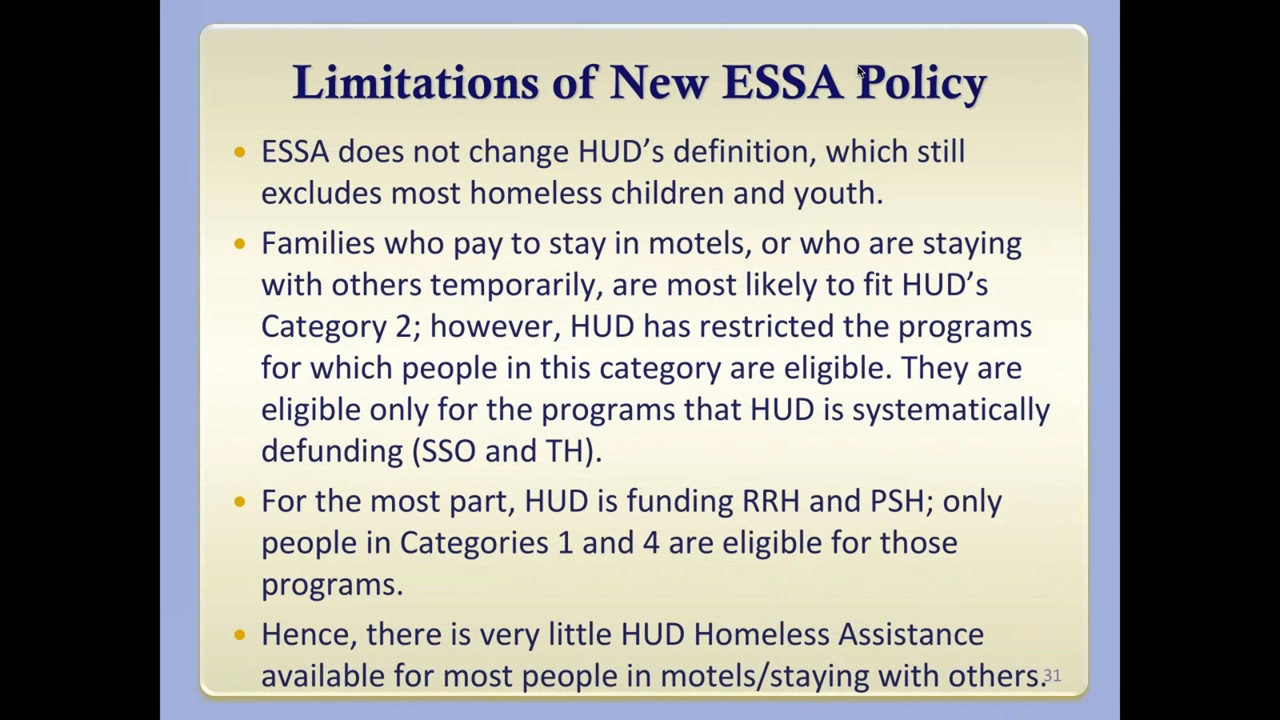 Limitations of New ESSA Policy
• ESSA does not change HUD’s definition, which still
excludes most homeless children and youth.
• Families who pay to stay in motels, or who are staying
with others temporarily, are most likely to fit HUD’s
Category 2; however, HUD has restricted the programs
for which people in this category are eligible. They are
eligible only for the programs that HUD is systematically
defunding (SSO and TH).
• For the most part, HUD is funding RRH and PSH; only
people in Categories 1 and 4 are eligible for those
programs.
• Hence, there is very little HUD Homeless Assistance
available for most people in motels/staying with others.
31